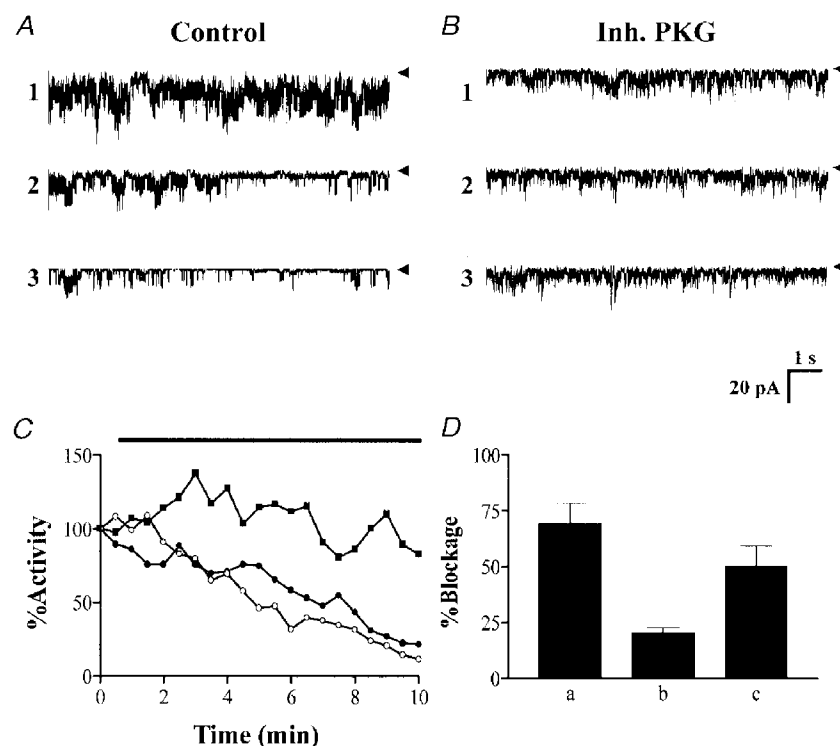 A
Control
1
2
3
B
Inh. PKG
1
2
3
1 s
20 pA
C
150
100
50
0
%Activity
0 2 4 6 8 10
Time (min)
D
100
75
50
25
0
%Blockage
a b c